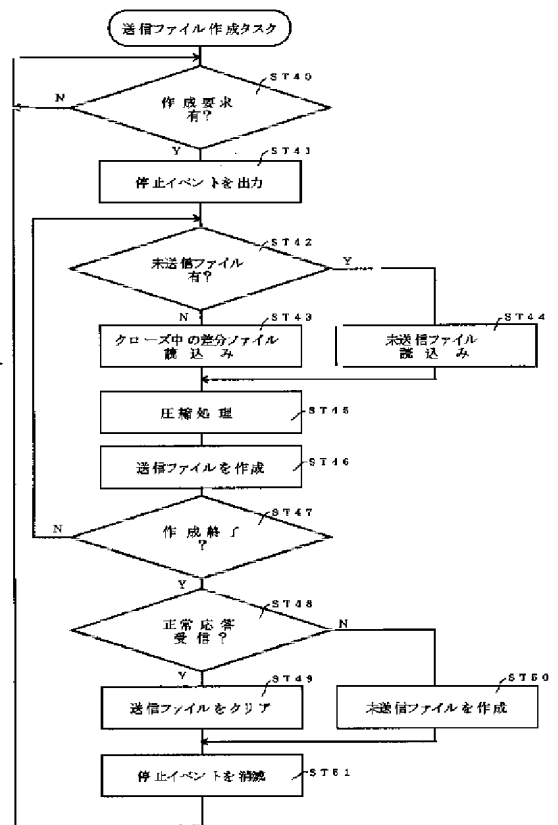 送信ファイル作成タスク
ST40
N
作成要求
有?
Y
ST41
停止イベントを出力
ST42
未送信ファイル
有?
Y
N
ST43
ST44
クローズ中の差分ファイル
読込み
未送信ファイル
読込み
ST45
圧縮処理
ST46
送信ファイルを作成
ST47
N
作成終了
?
Y
ST48
正常応答
受信?
N
Y
ST49
ST50
送信ファイルをクリア
未送信ファイルを作成
停止イベントを消滅
ST51